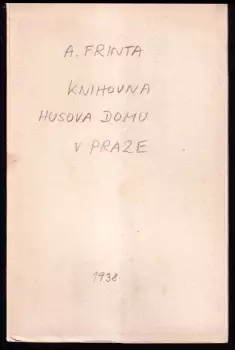 A. FRINTA
KNIHOVNA
HUSOVA DOMU
V PRAZE
1938